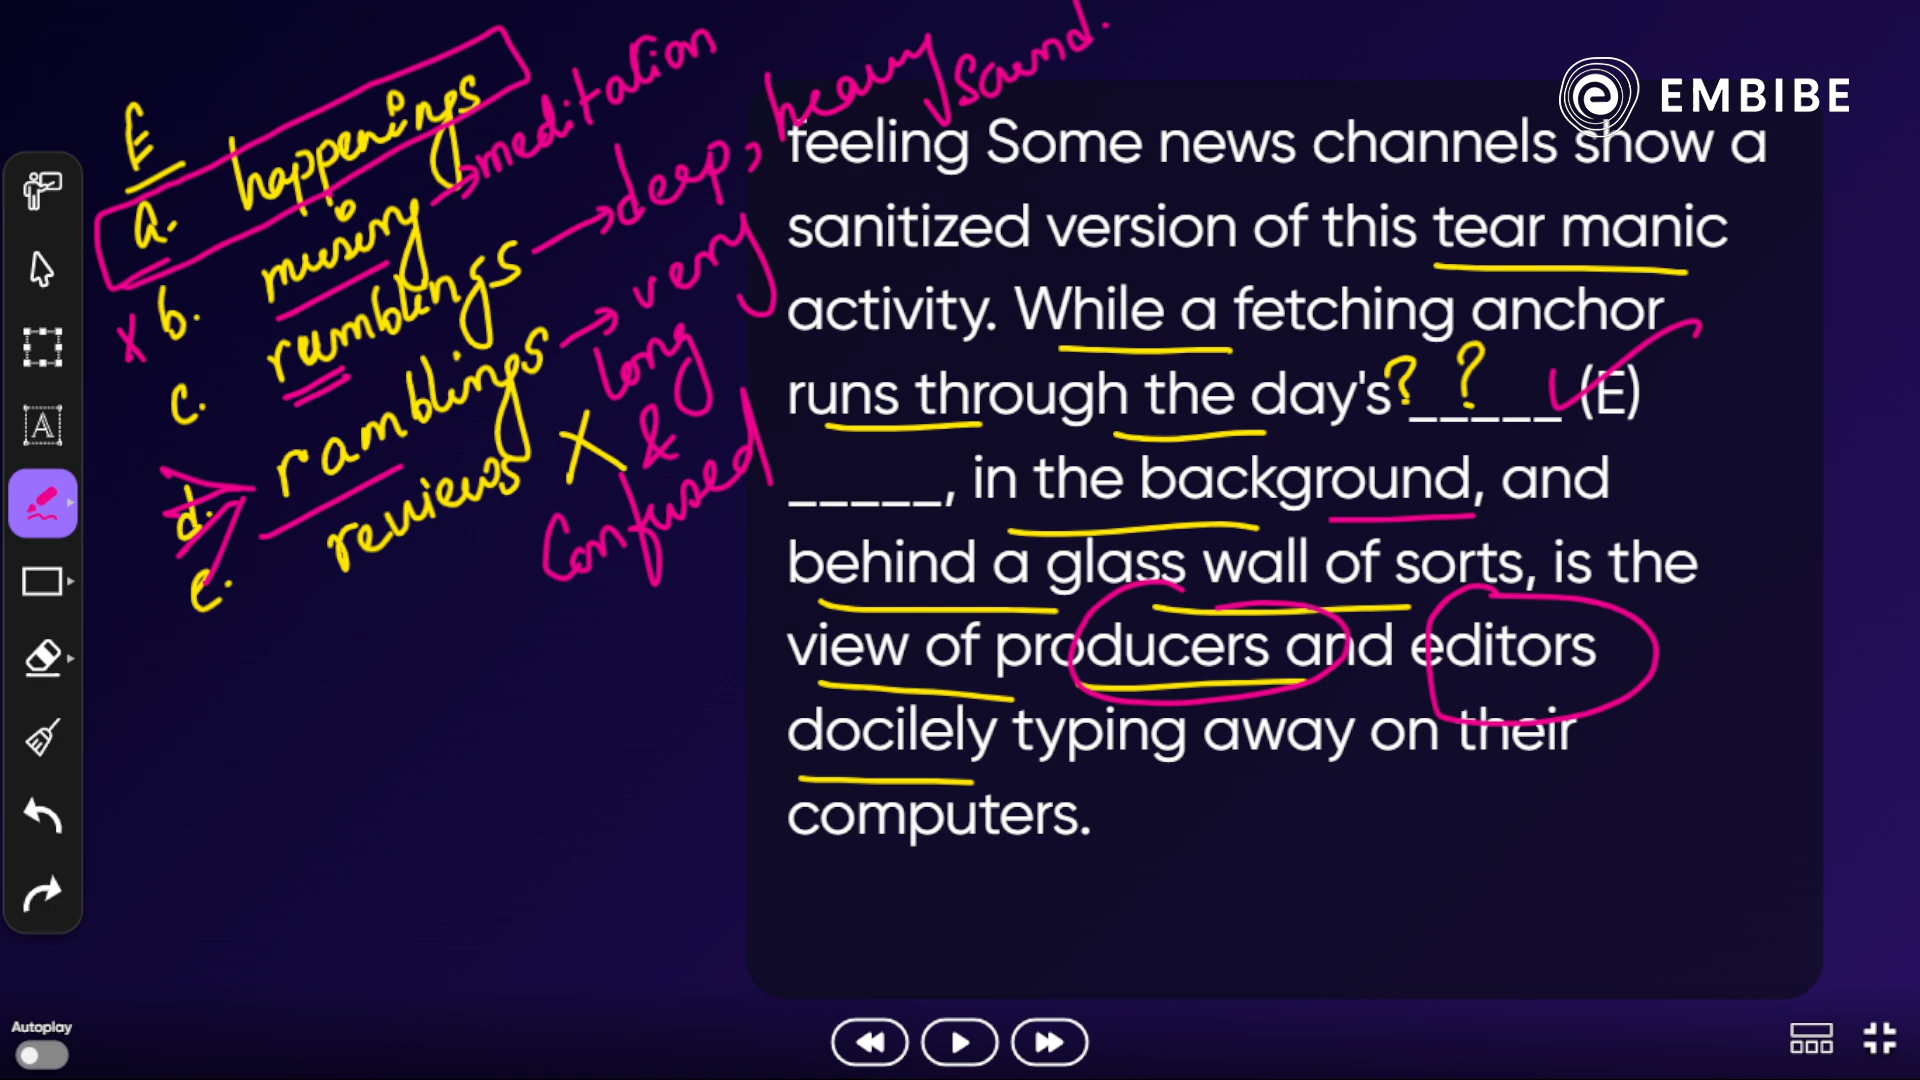 E
a. happenings
b. musing → meditation
c. rumblings → deep, heavy sound.
d. ramblings → very long & confused
e. reviews X
X
EMBIBE
feeling Some news channels show a
sanitized version of this tear manic
activity. While a fetching anchor
runs through the day's ? _ ? _ _ _ _ (E)
_____, in the background, and
behind a glass wall of sorts, is the
view of producers and editors
docilely typing away on their
computers.
A
Autoplay